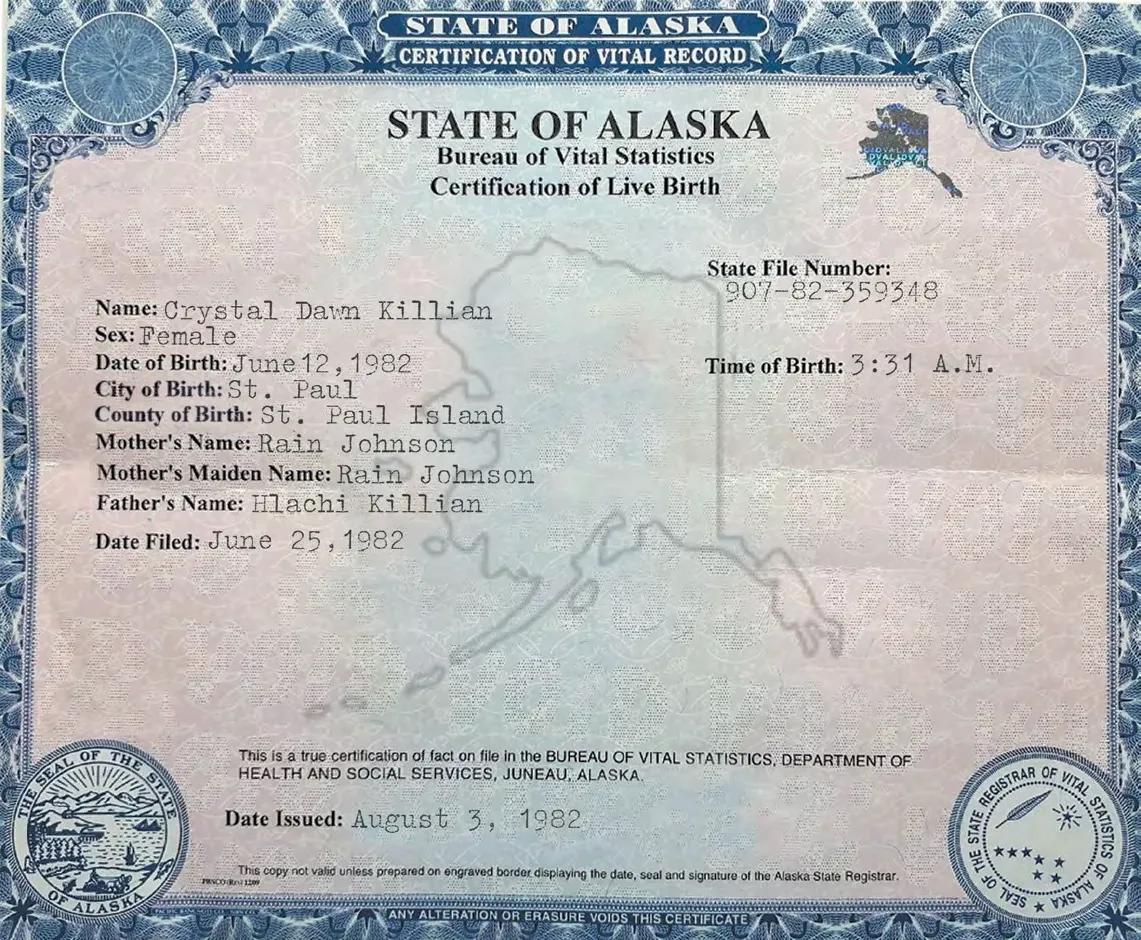 STATE OF ALASKA
CERTIFICATION OF VITAL RECORD
STATE OF ALASKA
Bureau of Vital Statistics
Certification of Live Birth
State File Number:
907-82-359348
Name: Crystal Dawn Killian
Sex: Female
Date of Birth: June 12, 1982
Time of Birth: 3:31 A.M.
City of Birth: St. Paul
County of Birth: St. Paul Island
Mother's Name: Rain Johnson
Mother's Maiden Name: Rain Johnson
Father's Name: Hlachi Killian
Date Filed: June 25, 1982
This is a true certification of fact on file in the BUREAU OF VITAL STATISTICS, DEPARTMENT OF
HEALTH AND SOCIAL SERVICES, JUNEAU, ALASKA.
Date Issued: August 3, 1982
This copy not valid unless prepared on engraved border displaying the date, seal and signature of the Alaska State Registrar.
THE SEAL OF THE STATE OF ALASKA
SEAL OF THE STATE REGISTRAR OF VITAL STATISTICS OF ALASKA
ANY ALTERATION OR ERASURE VOIDS THIS CERTIFICATE